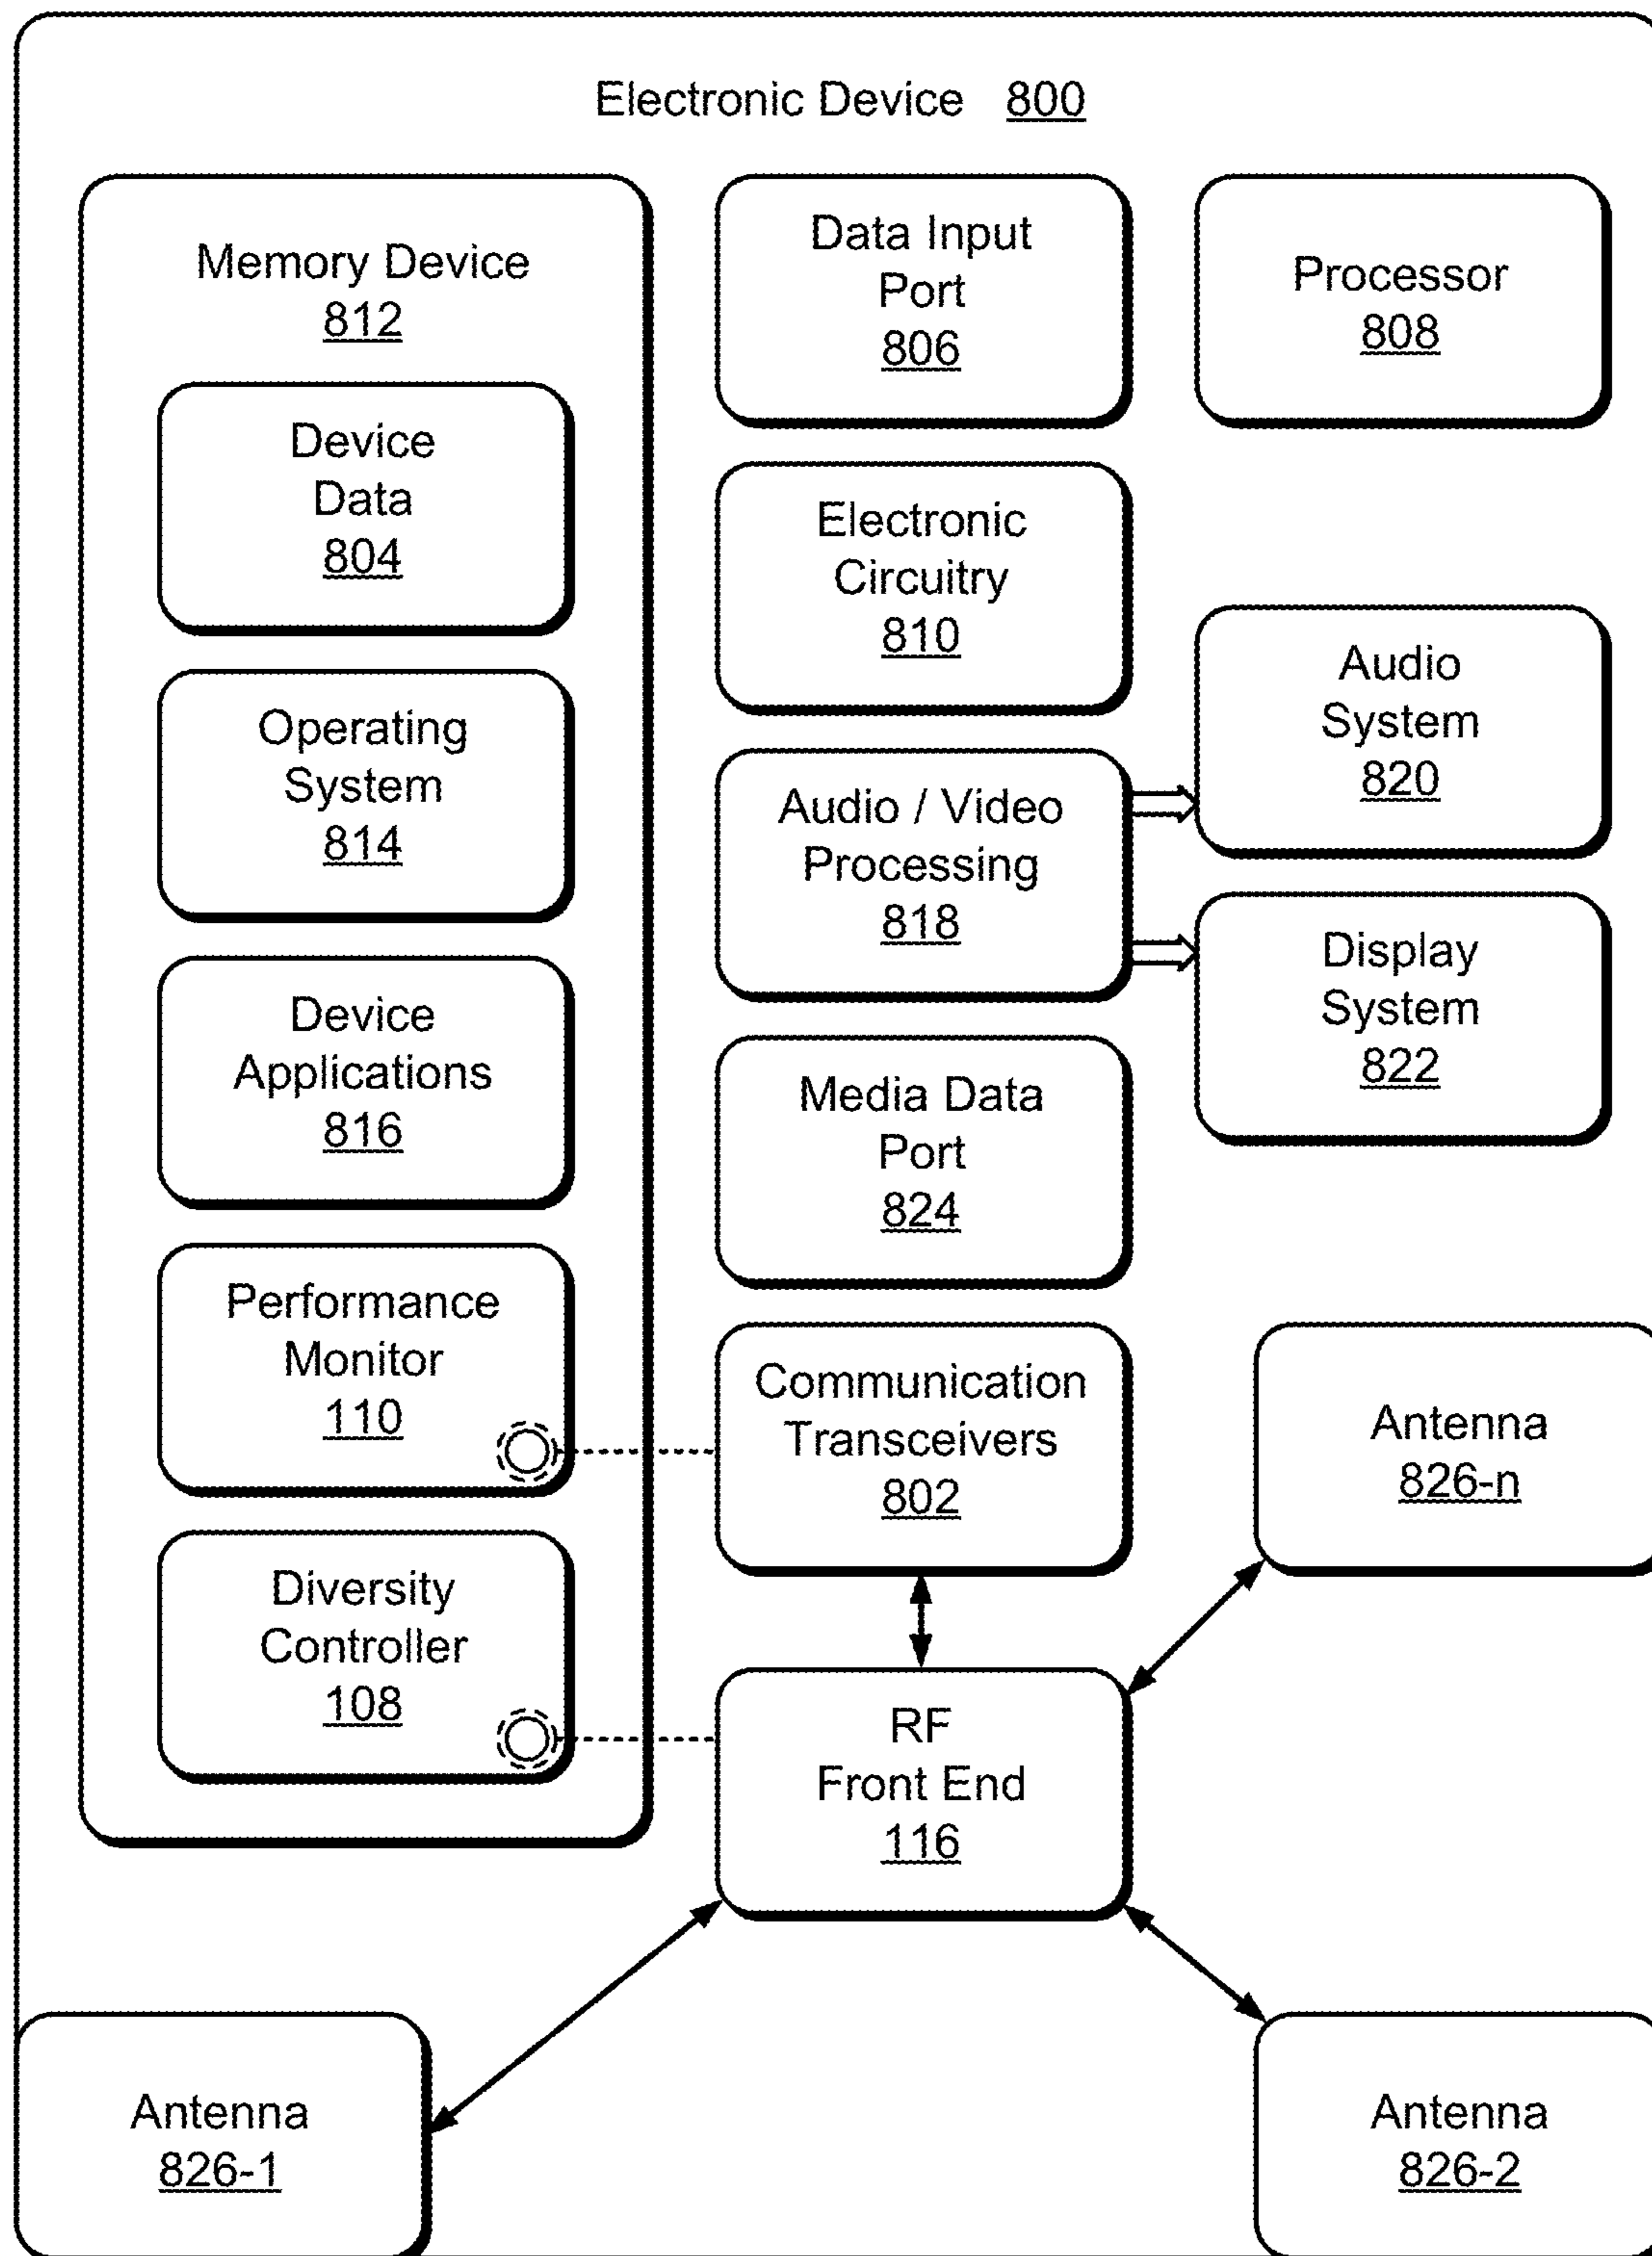 Electronic Device 800
Memory Device
812
Device
Data
804
Operating
System
814
Device
Applications
816
Performance
Monitor
110
Diversity
Controller
108
Data Input
Port
806
Electronic
Circuitry
810
Audio / Video
Processing
818
Media Data
Port
824
Communication
Transceivers
802
RF
Front End
116
Processor
808
Audio
System
820
Display
System
822
Antenna
826-n
Antenna
826-1
Antenna
826-2